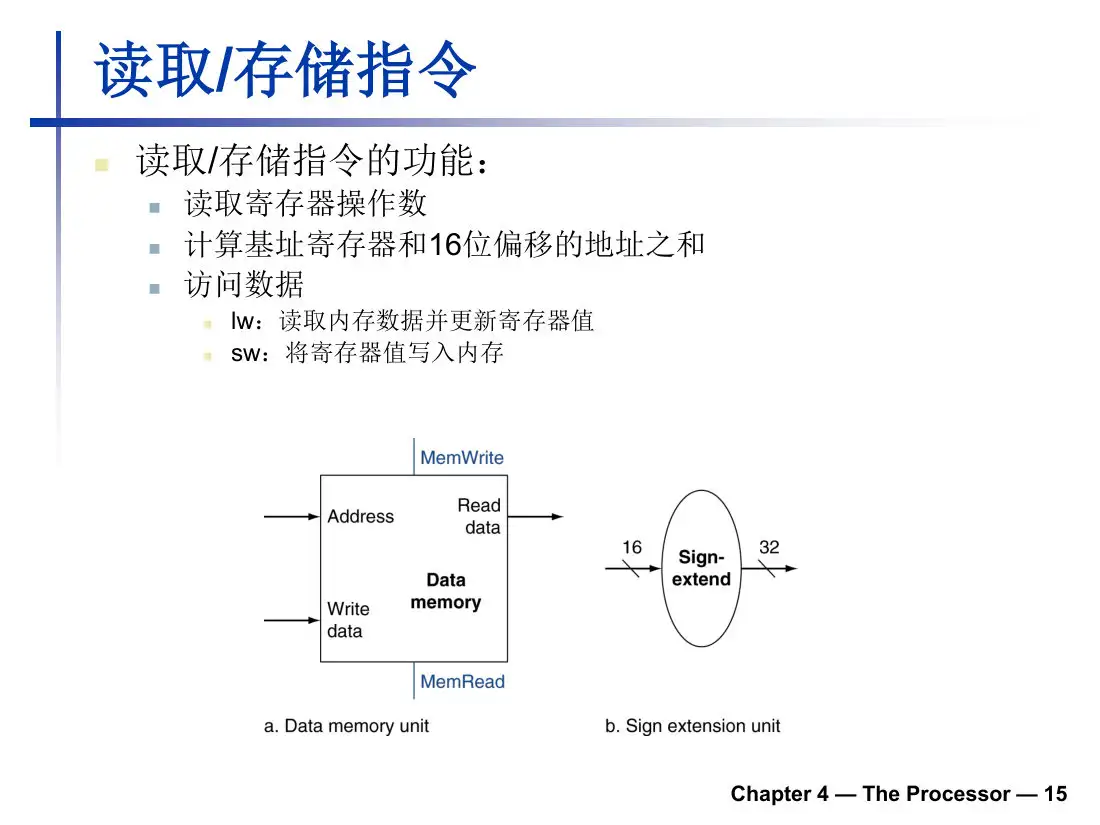 读取/存储指令
读取/存储指令的功能：
读取寄存器操作数
计算基址寄存器和16位偏移的地址之和
访问数据
lw：读取内存数据并更新寄存器值
sw：将寄存器值写入内存
MemWrite
Address
Read
data
Data
memory
Write
data
MemRead
a. Data memory unit
16
Sign-
extend
32
b. Sign extension unit
Chapter 4 — The Processor — 15